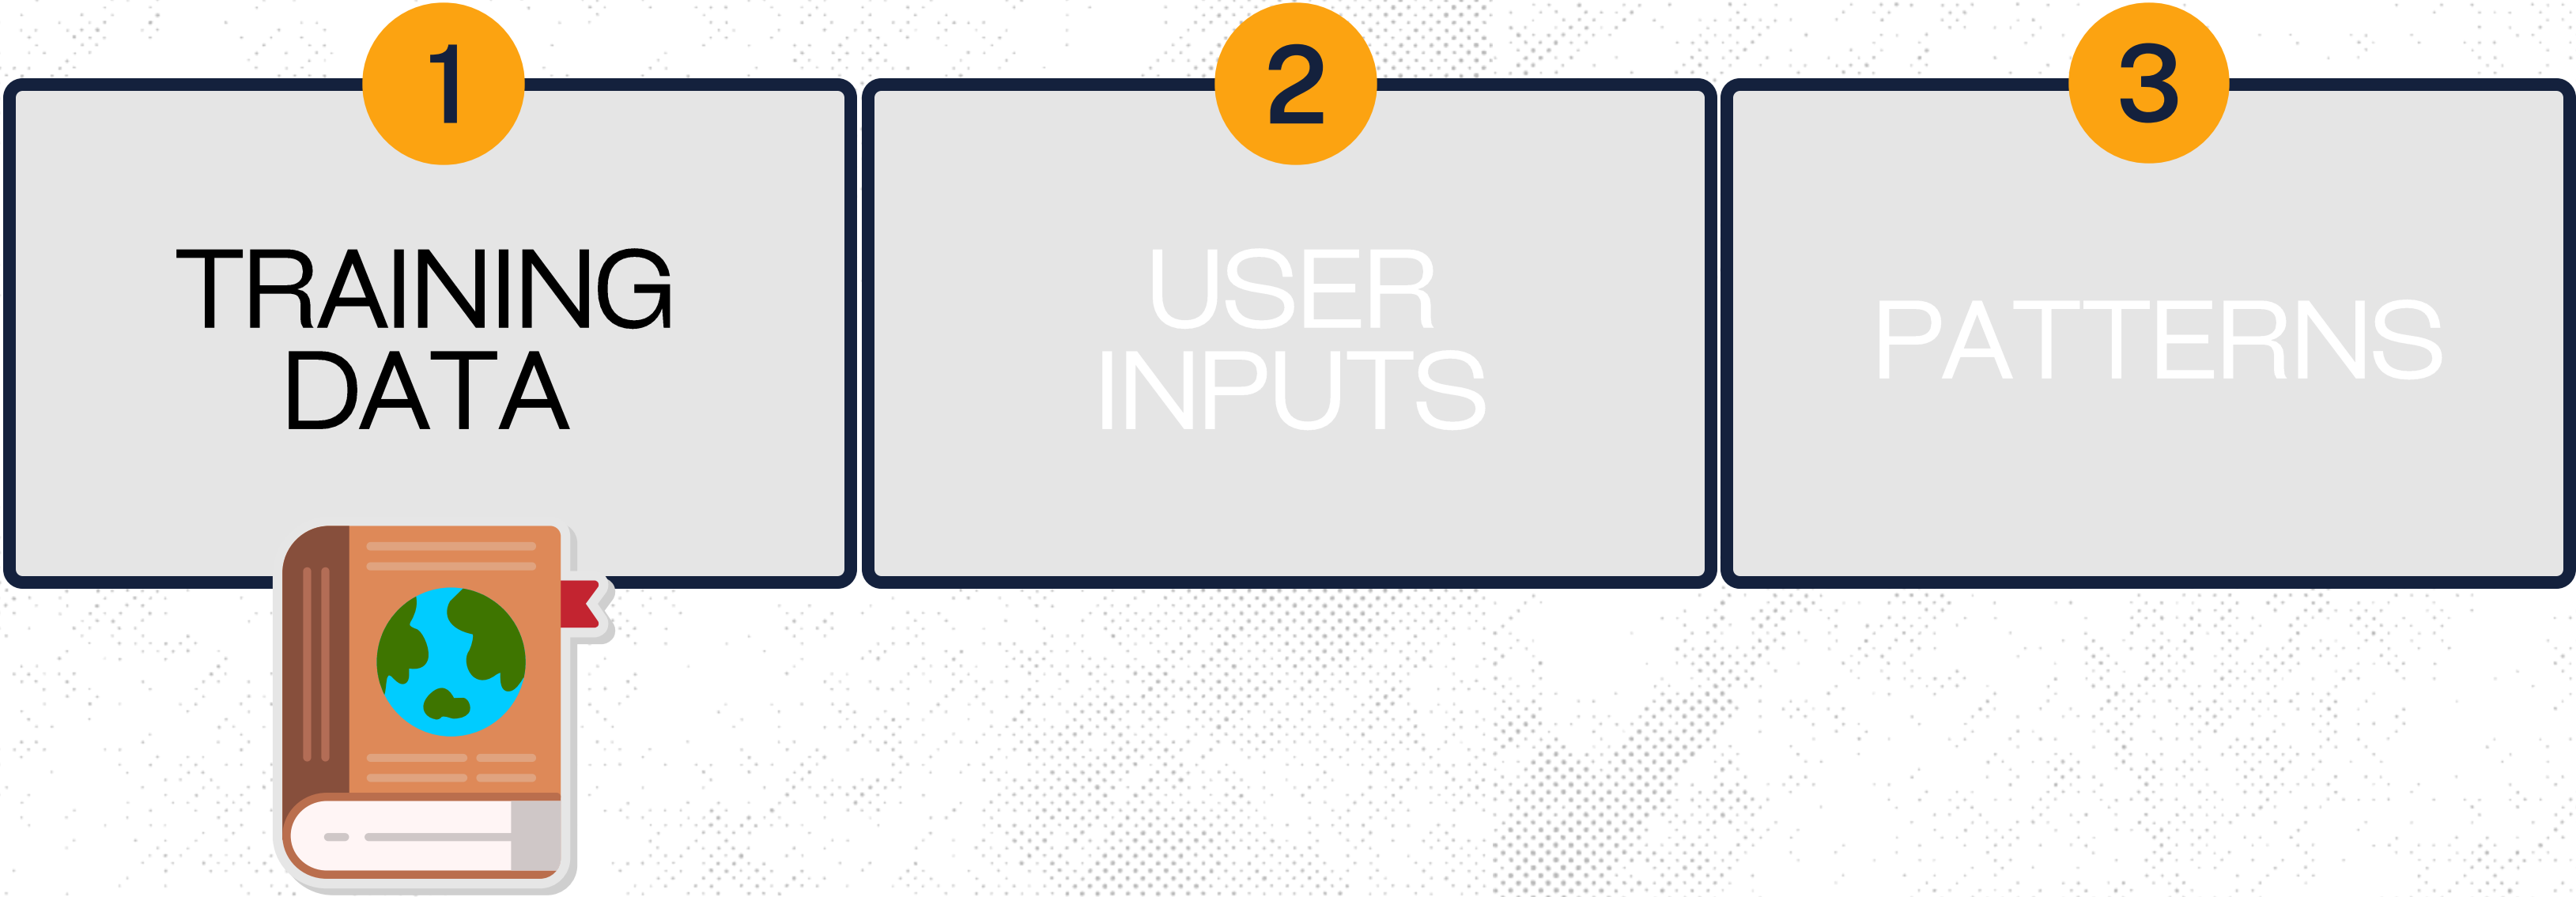 1
TRAINING
DATA
2
USER
INPUTS
3
PATTERNS